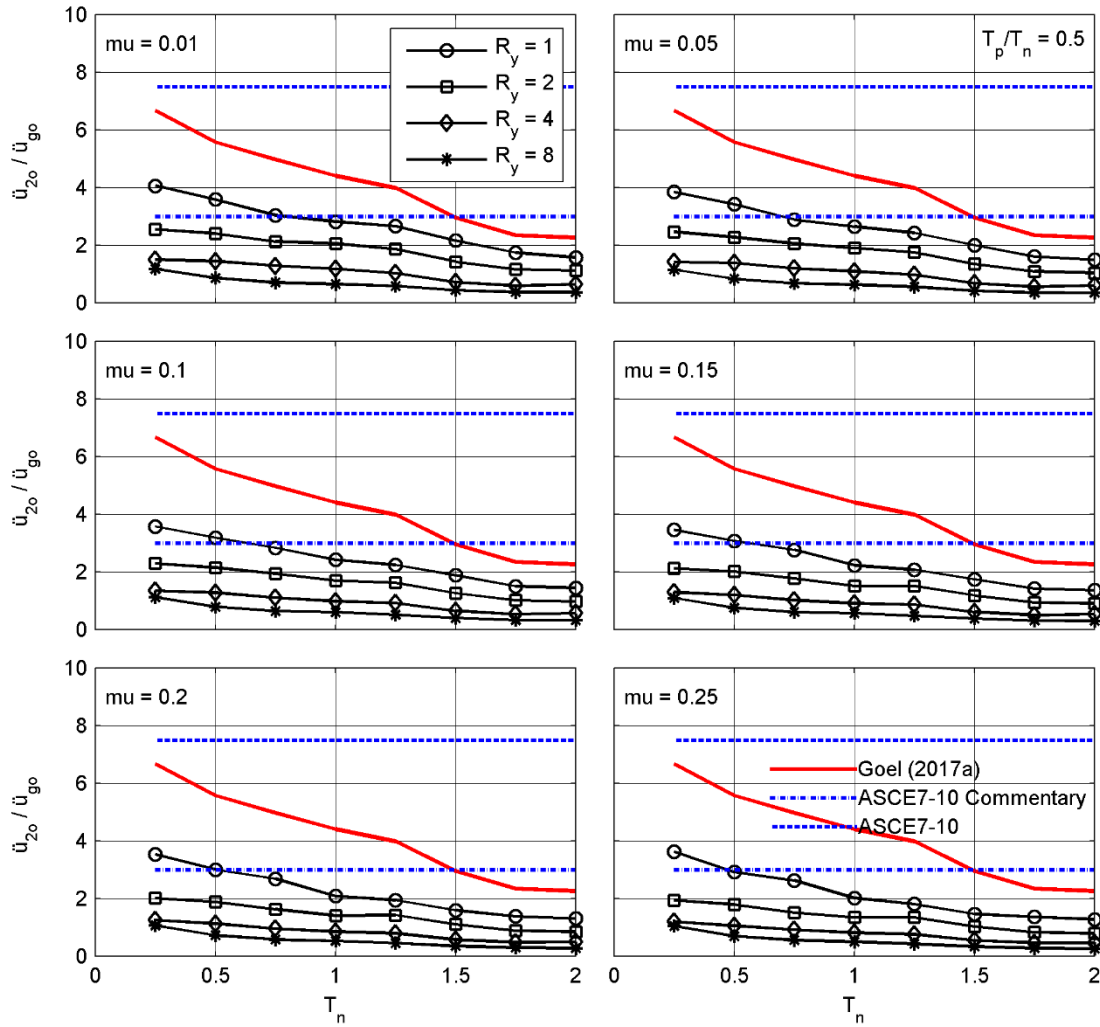 10
8
6
4
2
0
ü₂ₒ / ü_go
mu = 0.01
R_y = 1
R_y = 2
R_y = 4
R_y = 8
mu = 0.05
T_p/T_n = 0.5
10
8
6
4
2
0
ü₂ₒ / ü_go
mu = 0.1
mu = 0.15
10
8
6
4
2
0
ü₂ₒ / ü_go
mu = 0.2
mu = 0.25
Goel (2017a)
ASCE7-10 Commentary
ASCE7-10
0 0.5 1 1.5 2
0 0.5 1 1.5 2
T_n
T_n